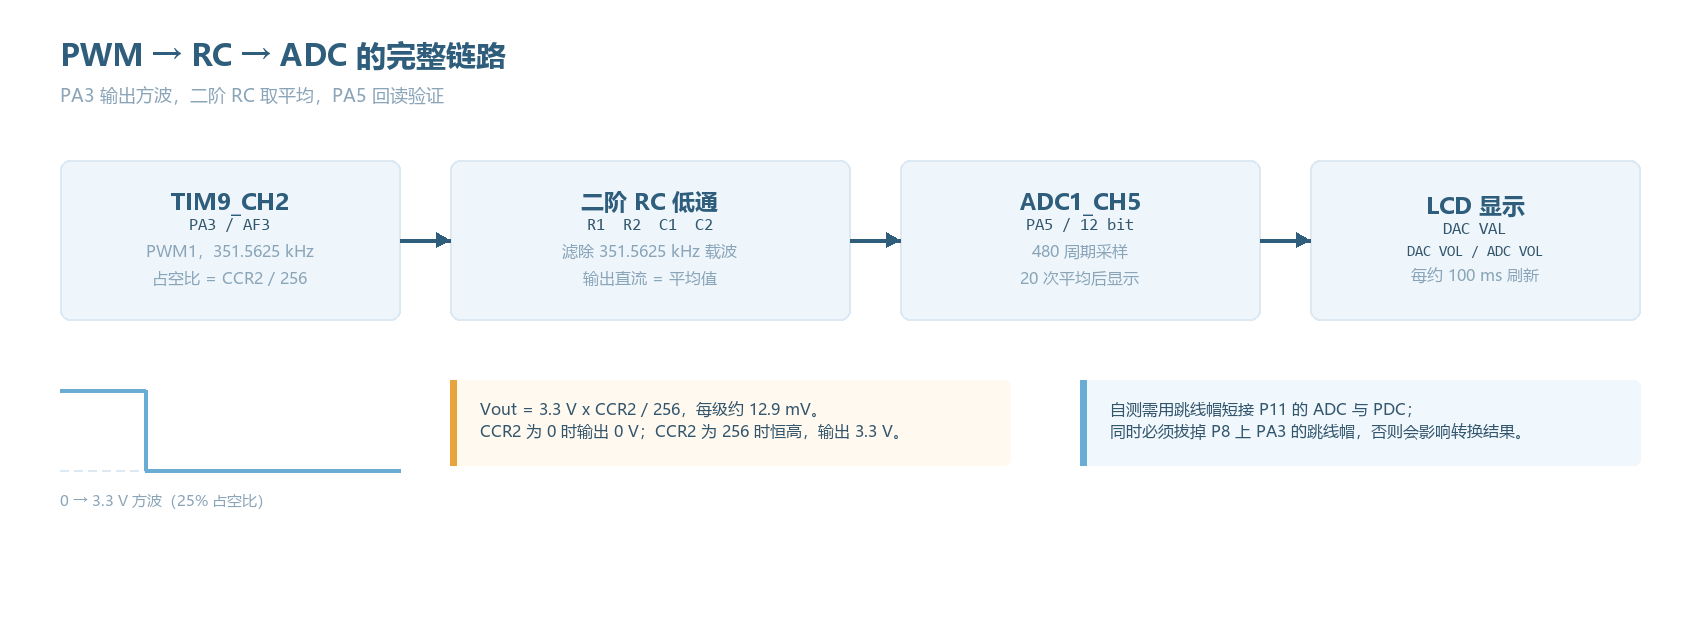 PWM → RC → ADC 的完整链路
PA3 输出方波，二阶 RC 取平均，PA5 回读验证
TIM9_CH2
PA3 / AF3
PWM1，351.5625 kHz
占空比 = CCR2 / 256
二阶 RC 低通
R1 R2 C1 C2
滤除 351.5625 kHz 载波
输出直流 = 平均值
ADC1_CH5
PA5 / 12 bit
480 周期采样
20 次平均后显示
LCD 显示
DAC VAL
DAC VOL / ADC VOL
每约 100 ms 刷新
0 → 3.3 V 方波（25% 占空比）
Vout = 3.3 V x CCR2 / 256，每级约 12.9 mV。
CCR2 为 0 时输出 0 V；CCR2 为 256 时恒高，输出 3.3 V。
自测需用跳线帽短接 P11 的 ADC 与 PDC；
同时必须拔掉 P8 上 PA3 的跳线帽，否则会影响转换结果。